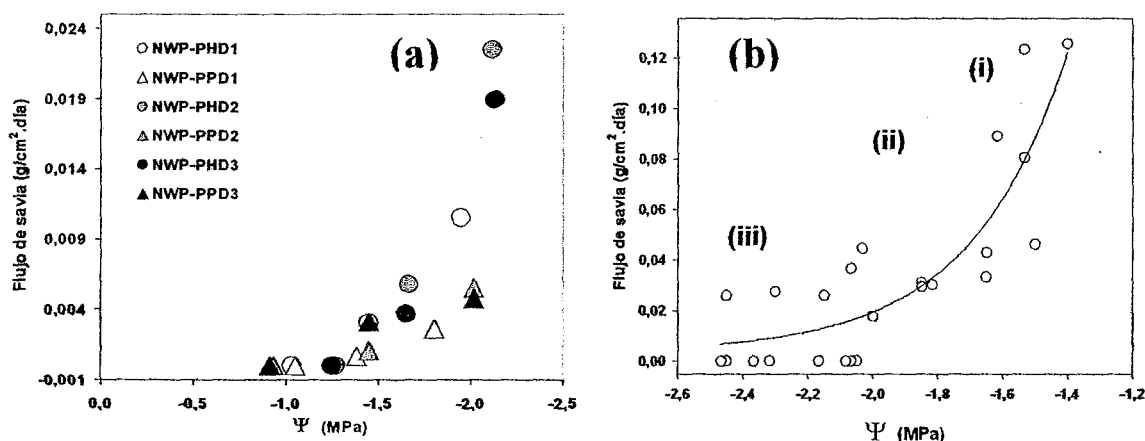 (a)
NWP-PHD1
NWP-PPD1
NWP-PHD2
NWP-PPD2
NWP-PHD3
NWP-PPD3
Flujo de savia (g/cm².día)
0,024
0,019
0,014
0,009
0,004
-0,001
0,0
-0,5
-1,0
-1,5
-2,0
-2,5
Ψ (MPa)
(b)
(i)
(ii)
(iii)
Flujo de savia (g/cm².día)
0,12
0,10
0,08
0,06
0,04
0,02
0,00
-2,6
-2,4
-2,2
-2,0
-1,8
-1,6
-1,4
-1,2
Ψ (MPa)